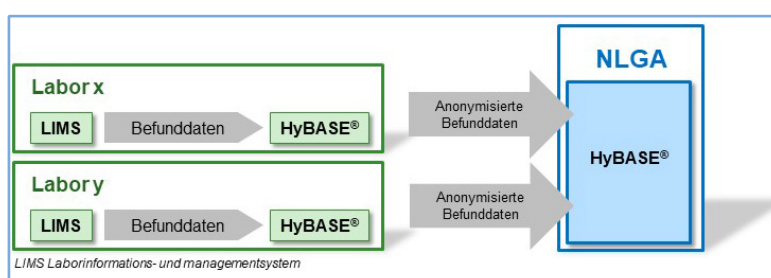 NLGA
Labor x
LIMS
Befunddaten
HyBASE®
Anonymisierte
Befunddaten
HyBASE®
Labor y
LIMS
Befunddaten
HyBASE®
Anonymisierte
Befunddaten
LIMS Laborinformations- und managementsystem